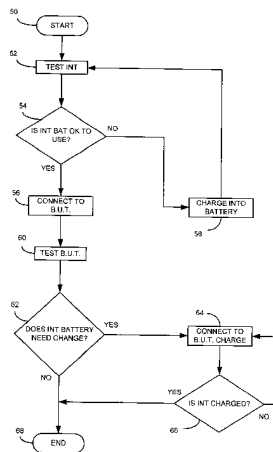 50
START
52
TEST INT
54
IS INT BAT OK TO
USE?
NO
YES
56
CONNECT TO
B.U.T.
CHARGE INTO
BATTERY
58
60
TEST B.U.T.
62
DOES INT BATTERY
NEED CHANGE?
YES
64
CONNECT TO
B.U.T. CHARGE
NO
YES
IS INT CHARGED?
NO
66
68
END